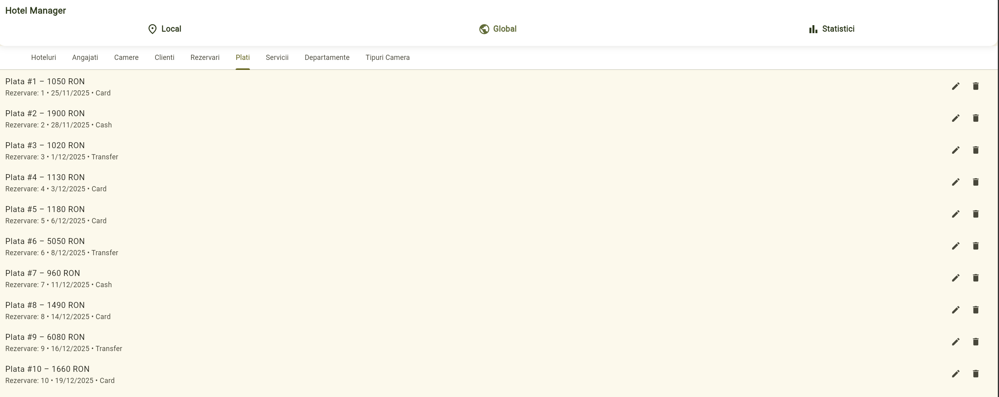 Hotel Manager
Local
Global
Statistici
Hoteluri Angajati Camere Clienti Rezervari Plati Servicii Departamente Tipuri Camera
Plata #1 – 1050 RON
Rezervare: 1 • 25/11/2025 • Card
Plata #2 – 1900 RON
Rezervare: 2 • 28/11/2025 • Cash
Plata #3 – 1020 RON
Rezervare: 3 • 1/12/2025 • Transfer
Plata #4 – 1130 RON
Rezervare: 4 • 3/12/2025 • Card
Plata #5 – 1180 RON
Rezervare: 5 • 6/12/2025 • Card
Plata #6 – 5050 RON
Rezervare: 6 • 8/12/2025 • Transfer
Plata #7 – 960 RON
Rezervare: 7 • 11/12/2025 • Cash
Plata #8 – 1490 RON
Rezervare: 8 • 14/12/2025 • Card
Plata #9 – 6080 RON
Rezervare: 9 • 16/12/2025 • Transfer
Plata #10 – 1660 RON
Rezervare: 10 • 19/12/2025 • Card